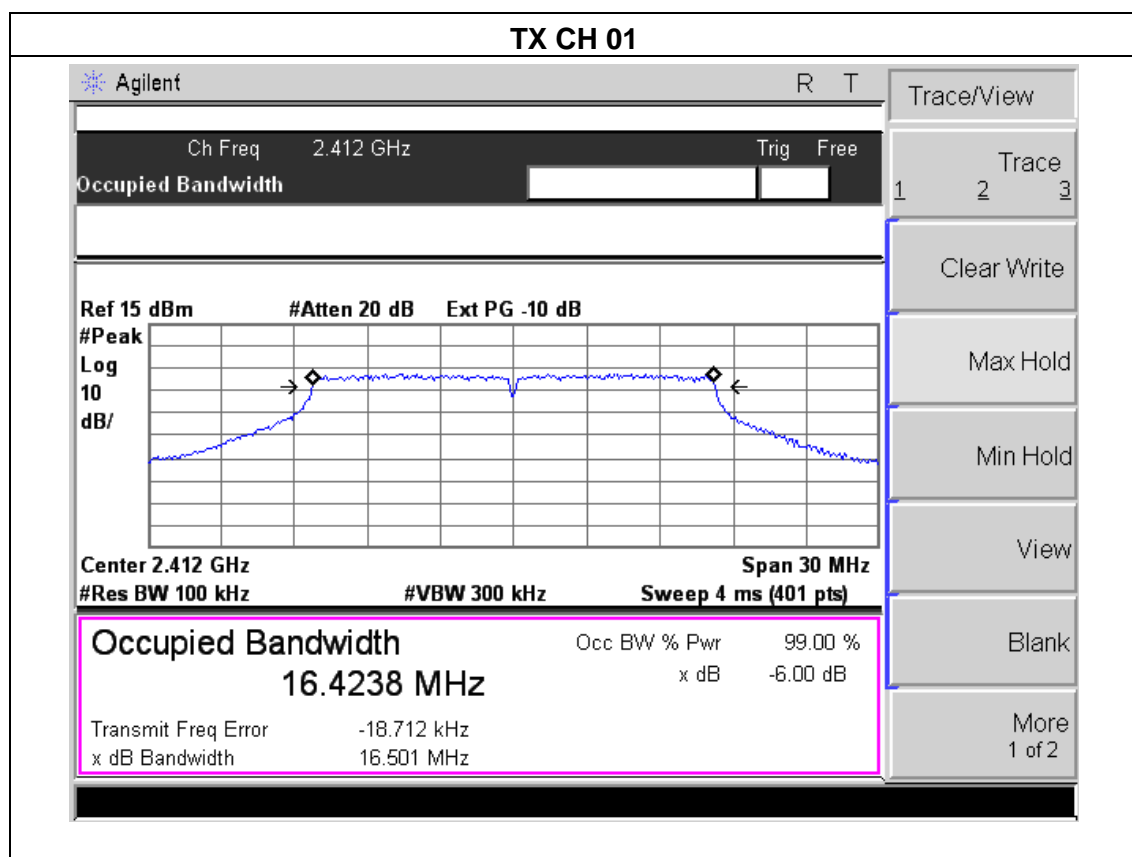 TX CH 01
Agilent R T
Trace/View
Ch Freq 2.412 GHz Trig Free
Occupied Bandwidth
Trace
1 2 3
Clear Write
Ref 15 dBm #Atten 20 dB Ext PG -10 dB
#Peak
Log
10
dB/
Max Hold
Min Hold
View
Center 2.412 GHz Span 30 MHz
#Res BW 100 kHz #VBW 300 kHz Sweep 4 ms (401 pts)
Occupied Bandwidth Occ BW % Pwr 99.00 %
16.4238 MHz x dB -6.00 dB
Blank
Transmit Freq Error -18.712 kHz
x dB Bandwidth 16.501 MHz
More
1 of 2